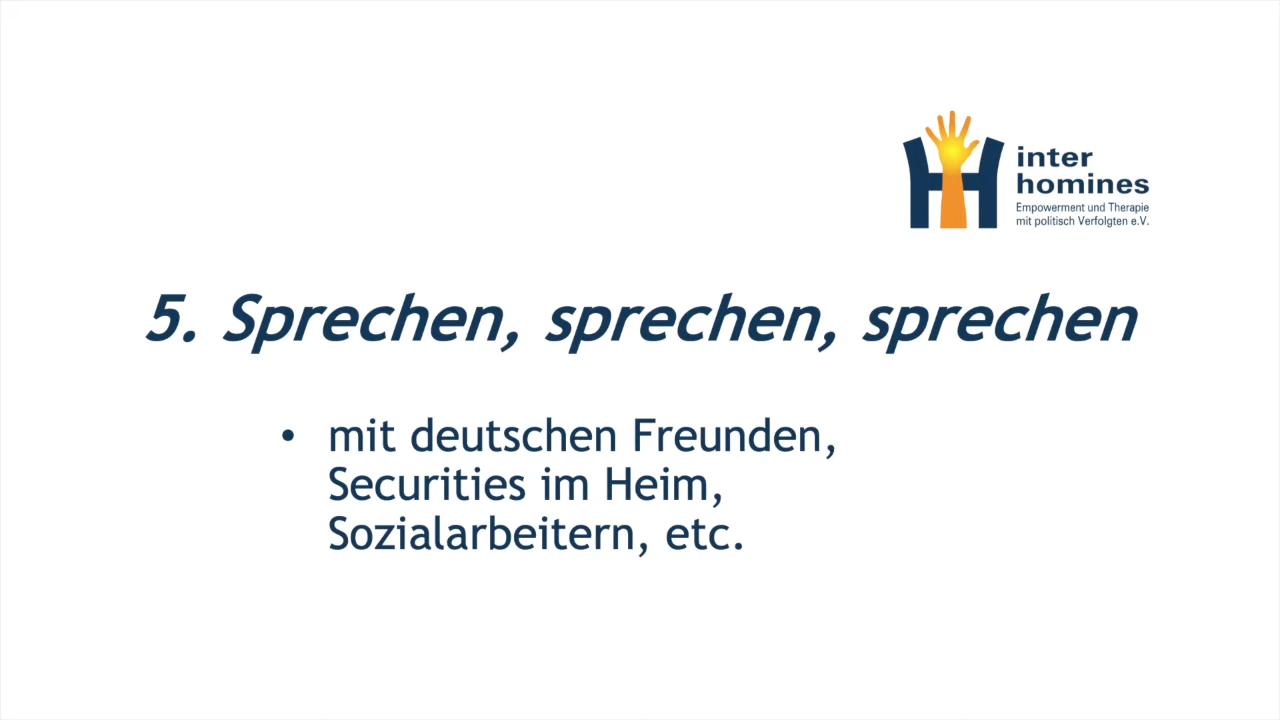 inter
homines
Empowerment und Therapie
mit politisch Verfolgten e.V.
5. Sprechen, sprechen, sprechen
• mit deutschen Freunden,
Securities im Heim,
Sozialarbeitern, etc.